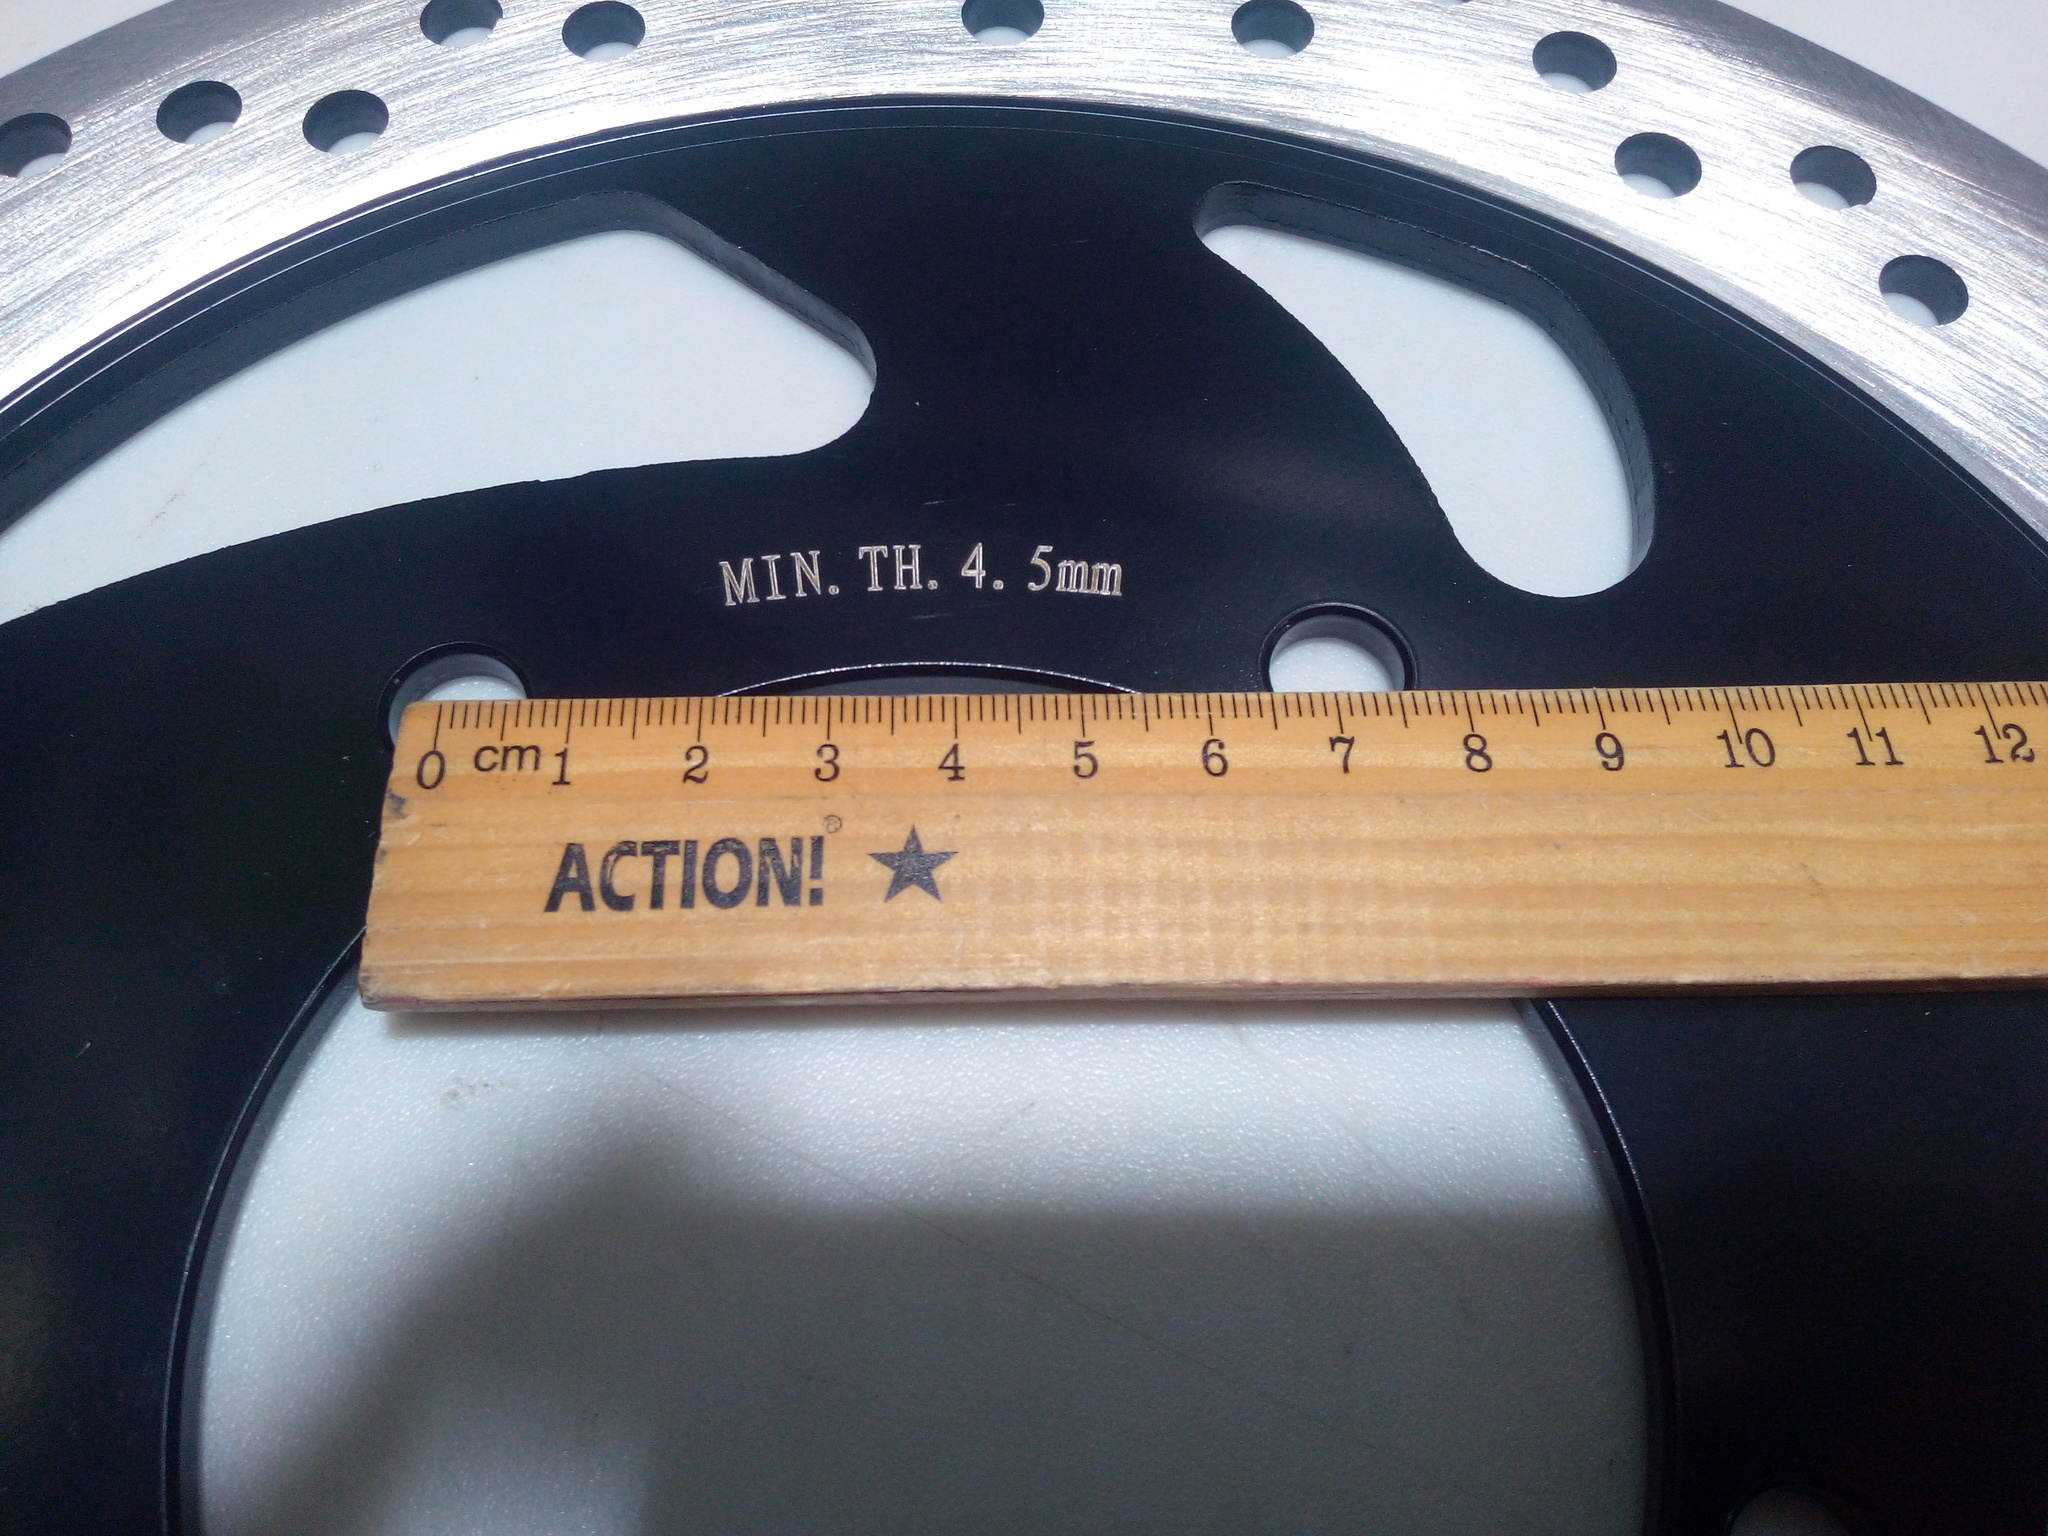 MIN. TH. 4. 5mm
0 cm 1 2 3 4 5 6 7 8 9 10 11 12
ACTION!® ★